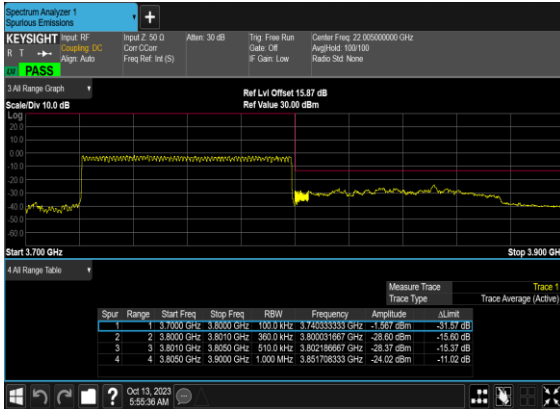 Spectrum Analyzer 1
Spurious Emissions
KEYSIGHT Input: RF Input Z: 50 Ω Atten: 30 dB Trig: Free Run Center Freq: 22.005000000 GHz
R T Coupling: DC Corr CCorr Gate: Off Avg|Hold: 100/100
Align: Auto Freq Ref: Int (S) IF Gain: Low Radio Std: None
PASS
3 All Range Graph
Ref Lvl Offset 15.87 dB
Scale/Div 10.0 dB Ref Value 30.00 dBm
Log
20.0
10.0
0.00
-10.0
-20.0
-30.0
-40.0
-50.0
-60.0
Start 3.700 GHz Stop 3.900 GH
4 All Range Table
Measure Trace Trace 1
Trace Type Trace Average (Active)
Spur Range Start Freq Stop Freq RBW Frequency Amplitude ΔLimit
1 1 3.7000 GHz 3.8000 GHz 100.0 kHz 3.740333333 GHz -1.567 dBm -31.57 dB
2 2 3.8000 GHz 3.8010 GHz 360.0 kHz 3.800031667 GHz -28.60 dBm -15.60 dB
3 3 3.8010 GHz 3.8050 GHz 510.0 kHz 3.802186667 GHz -28.37 dBm -15.37 dB
4 4 3.8050 GHz 3.9000 GHz 1.000 MHz 3.851708333 GHz -24.02 dBm -11.02 dB
Oct 13, 2023
5:55:36 AM